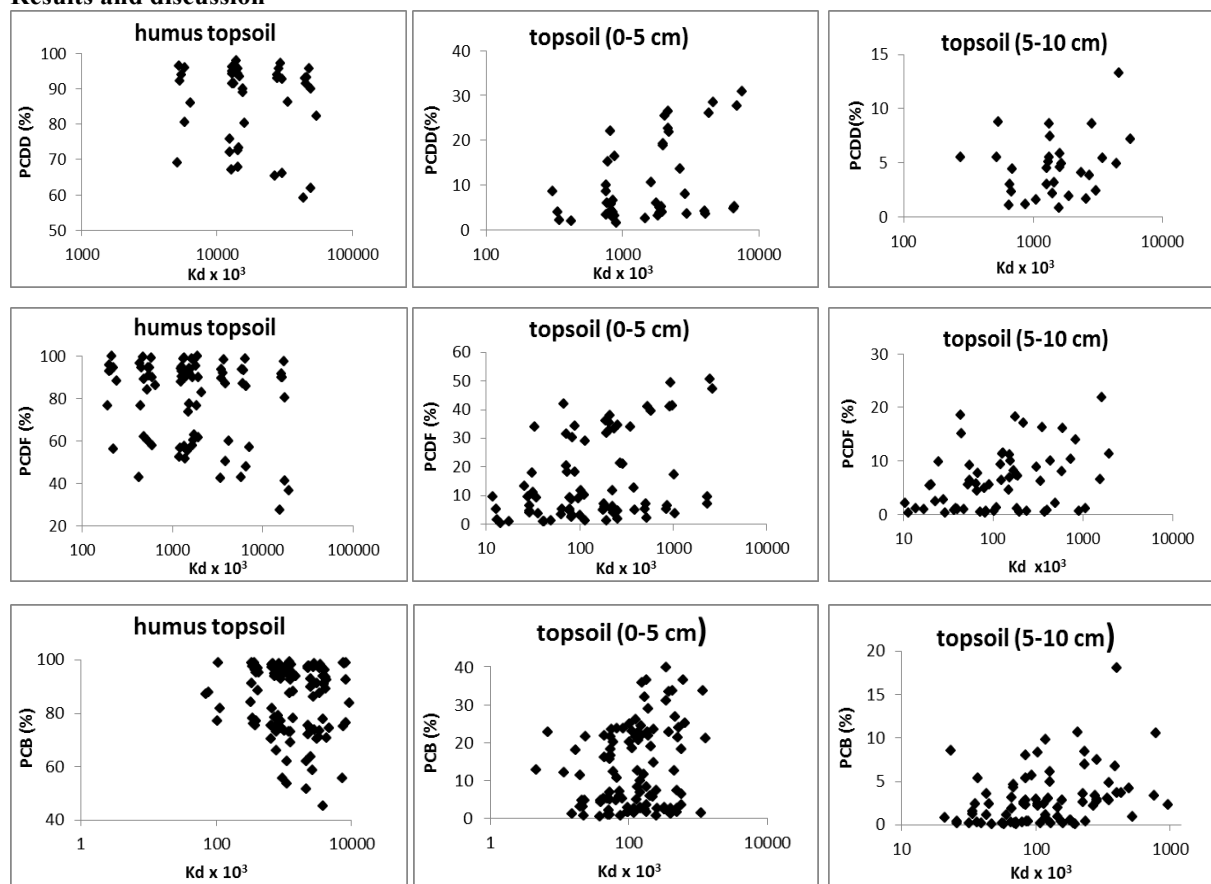 Results and discussion
humus topsoil
PCDD (%)
100
90
80
70
60
50
1000
10000
100000
Kd x 10³
topsoil (0-5 cm)
PCDD(%)
40
30
20
10
0
100
1000
10000
Kd x 10³
topsoil (5-10 cm)
PCDD(%)
15
10
5
0
100
1000
10000
Kd x 10³
humus topsoil
PCDF (%)
100
80
60
40
20
100
1000
10000
100000
Kd x 10³
topsoil (0-5 cm)
PCDF (%)
60
50
40
30
20
10
0
10
100
1000
10000
Kd x 10³
topsoil (5-10 cm)
PCDF (%)
30
20
10
0
10
100
1000
10000
Kd x10³
humus topsoil
PCB (%)
100
80
60
40
1
100
10000
Kd x 10³
topsoil (0-5 cm)
PCB (%)
40
30
20
10
0
1
100
10000
Kd x 10³
topsoil (5-10 cm)
PCB (%)
20
15
10
5
0
10
100
1000
Kd x 10³